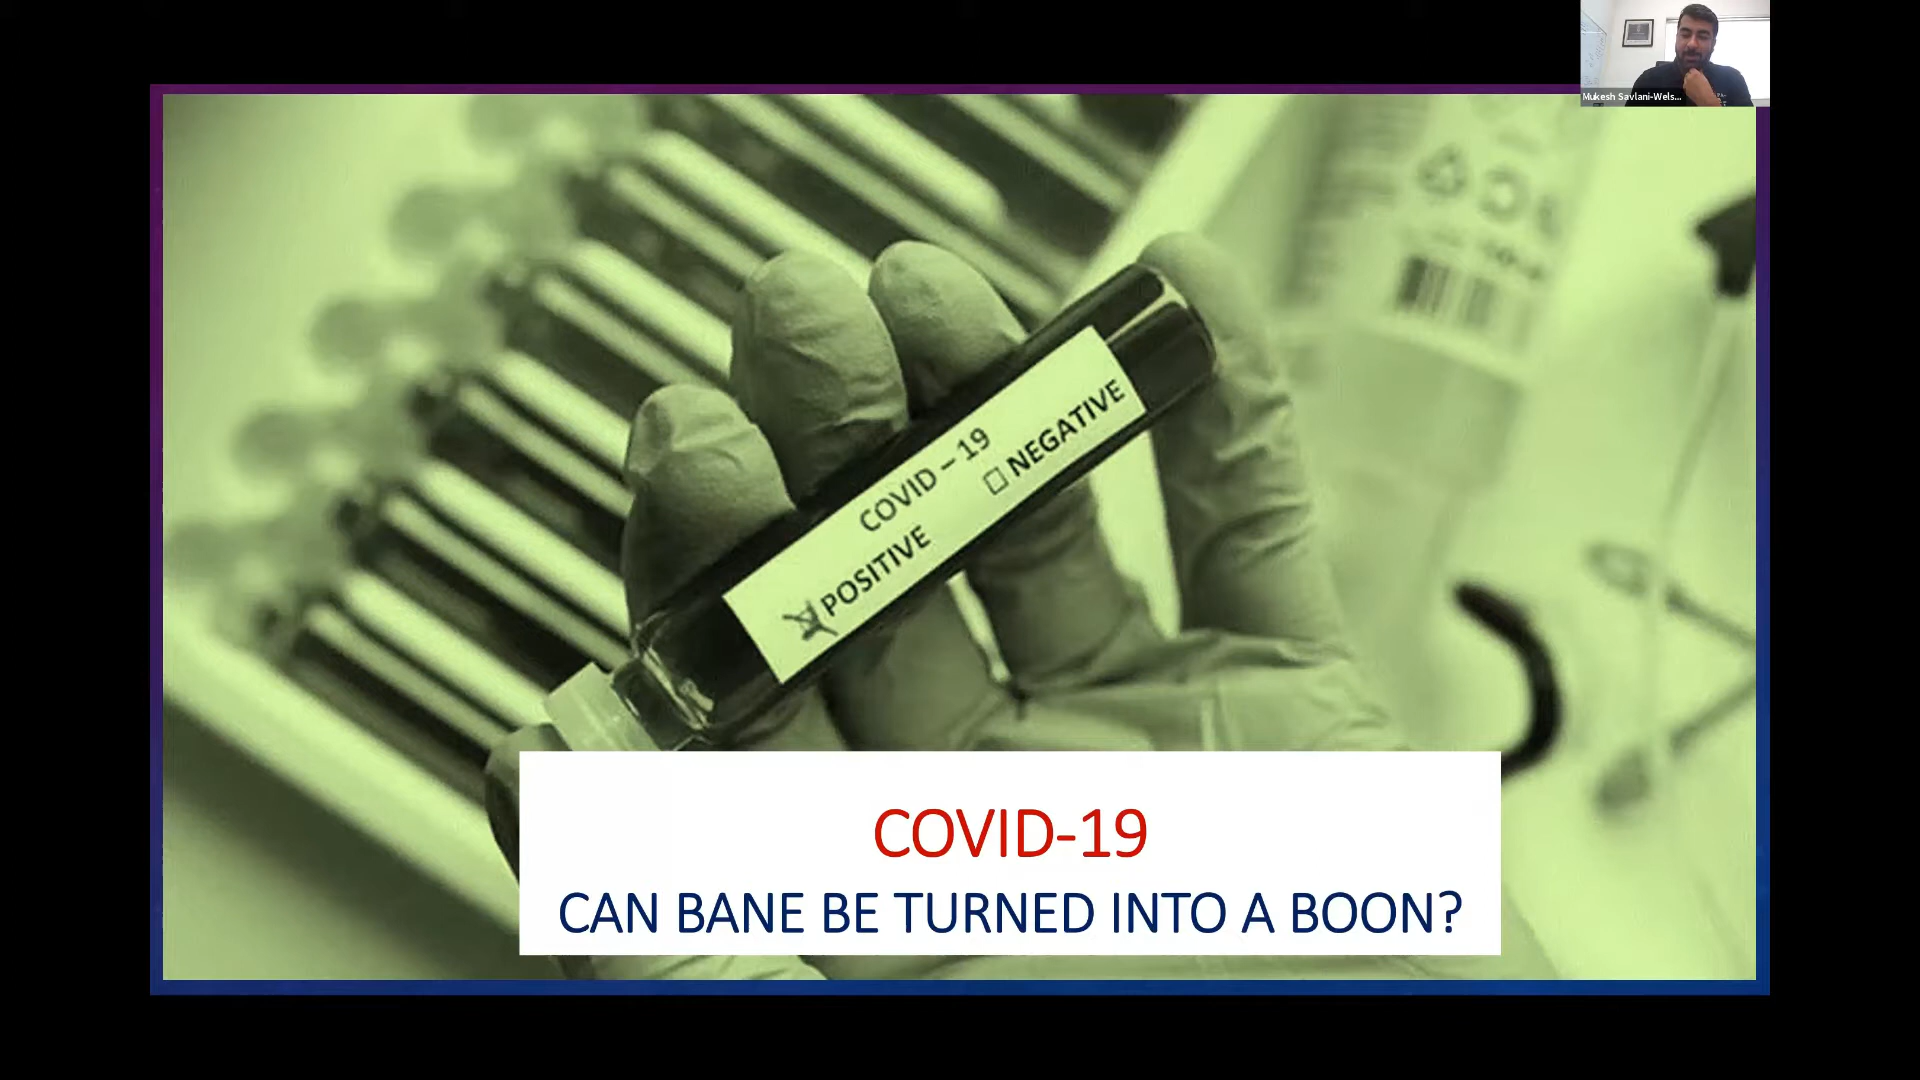 Mukesh Savlani-Wels...
COVID – 19
POSITIVE
NEGATIVE
COVID-19
CAN BANE BE TURNED INTO A BOON?